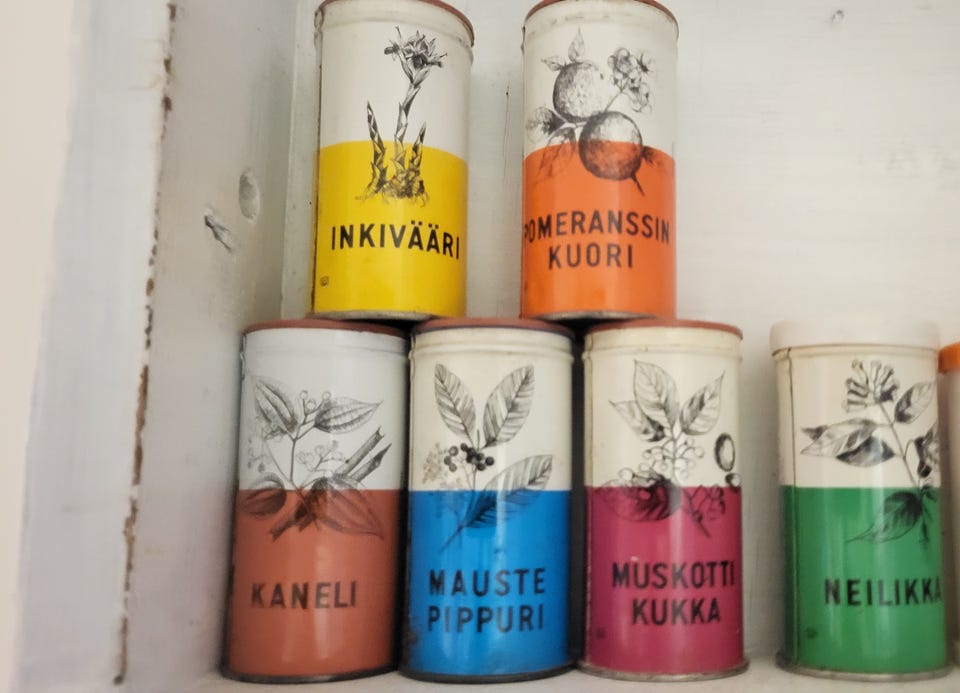 INKIVÄÄRI
POMERANSSIN
KUORI
KANELI
MAUSTE
PIPPURI
MUSKOTTI
KUKKA
NEILIKKA